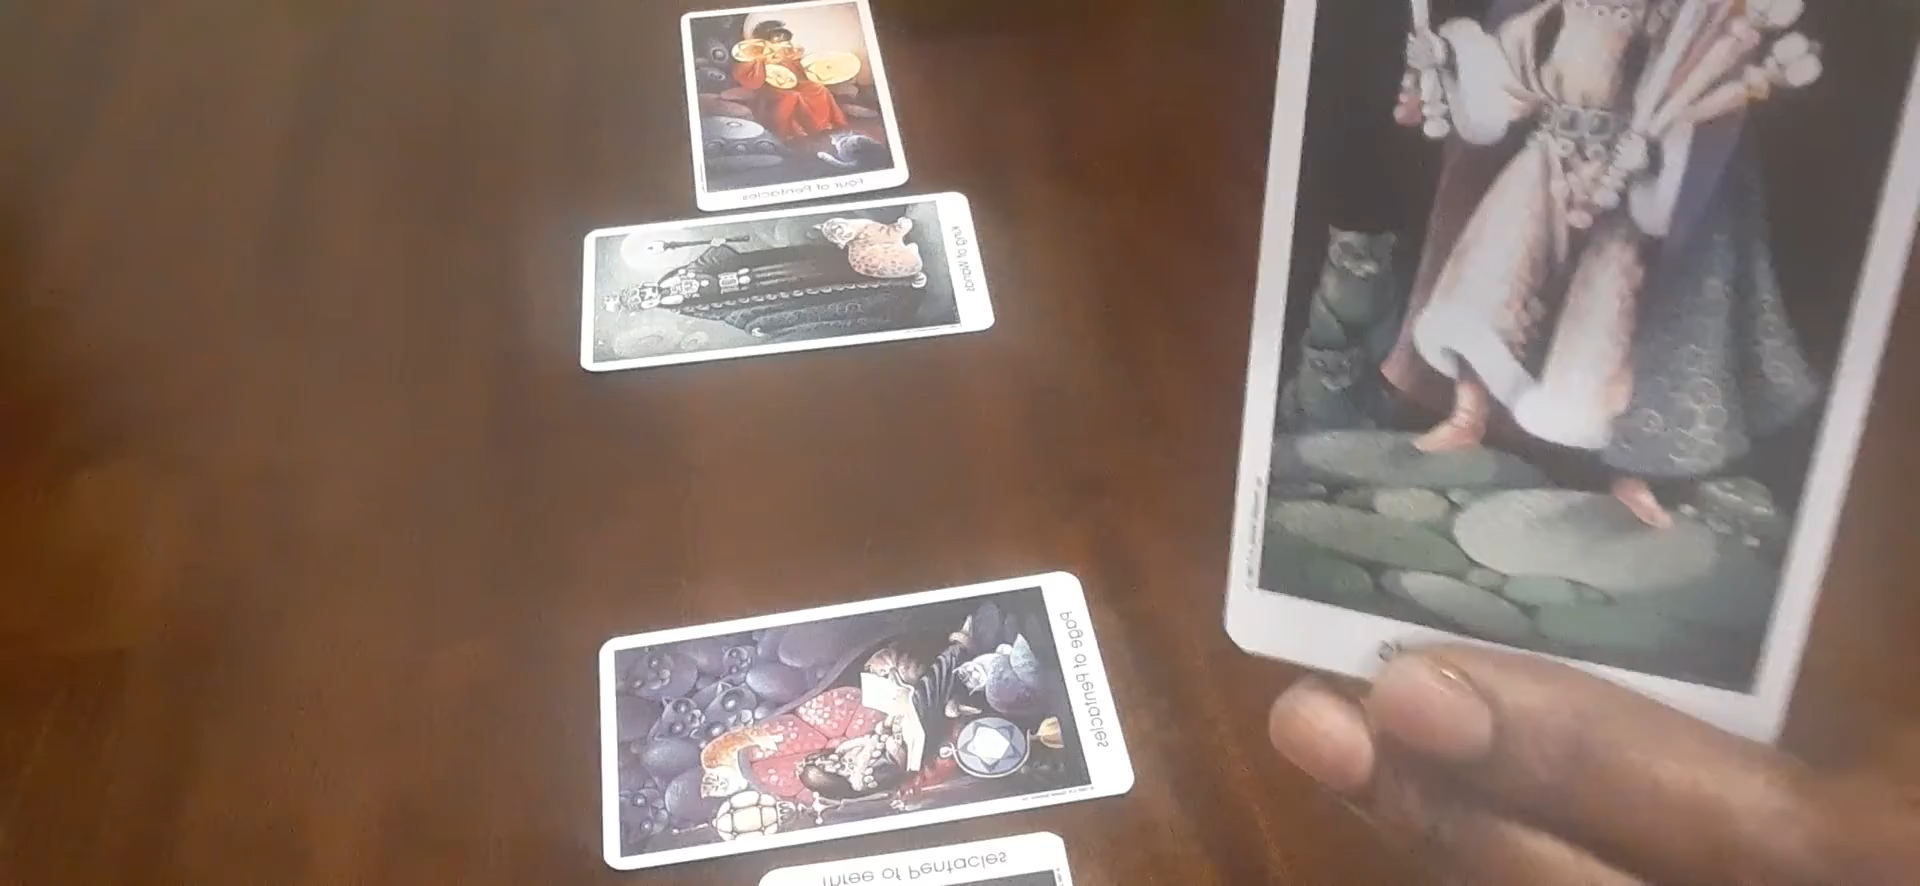 Four of Pentacles
King of Wands
Page of Pentacles
Three of Pentacles